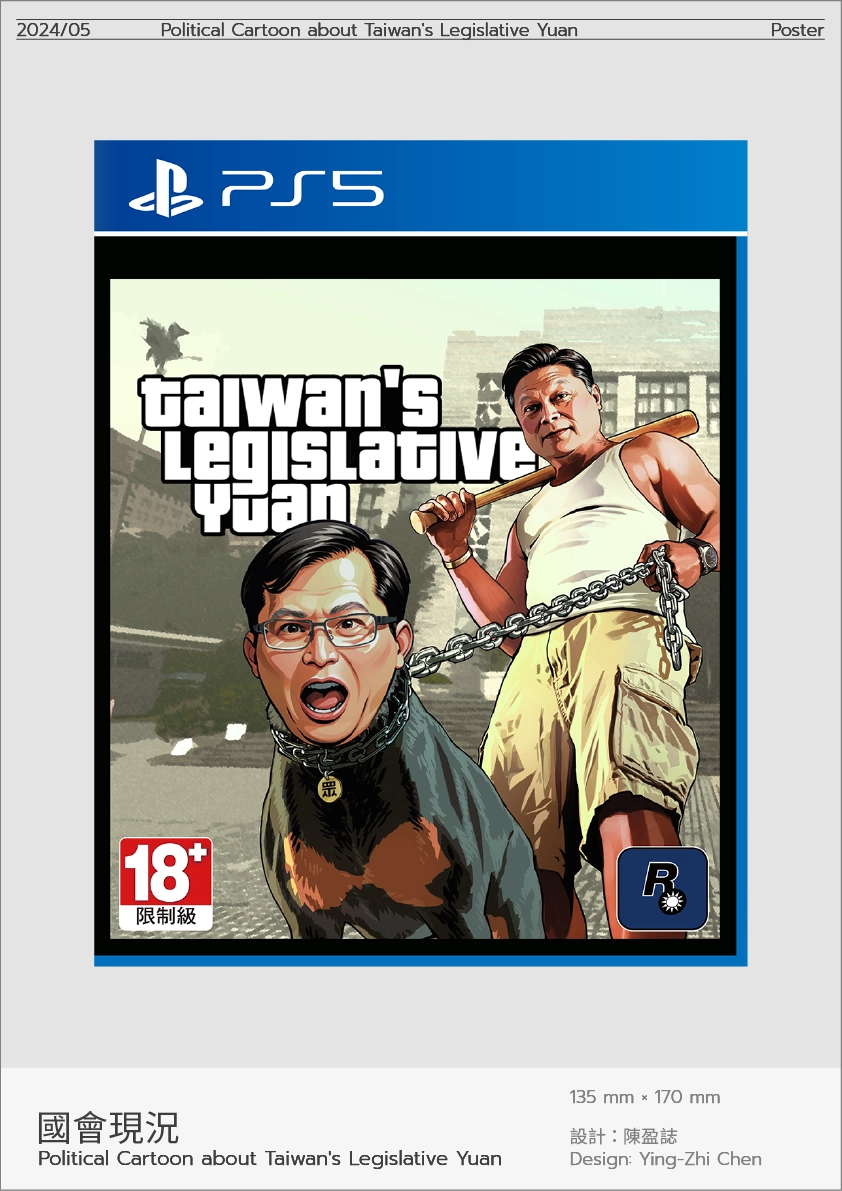 2024/05 Political Cartoon about Taiwan's Legislative Yuan Poster
PS5
taiwan's
Legislative
Yuan
眾
18+
限制級
R
135 mm × 170 mm
國會現況
設計：陳盈誌
Political Cartoon about Taiwan's Legislative Yuan
Design: Ying-Zhi Chen